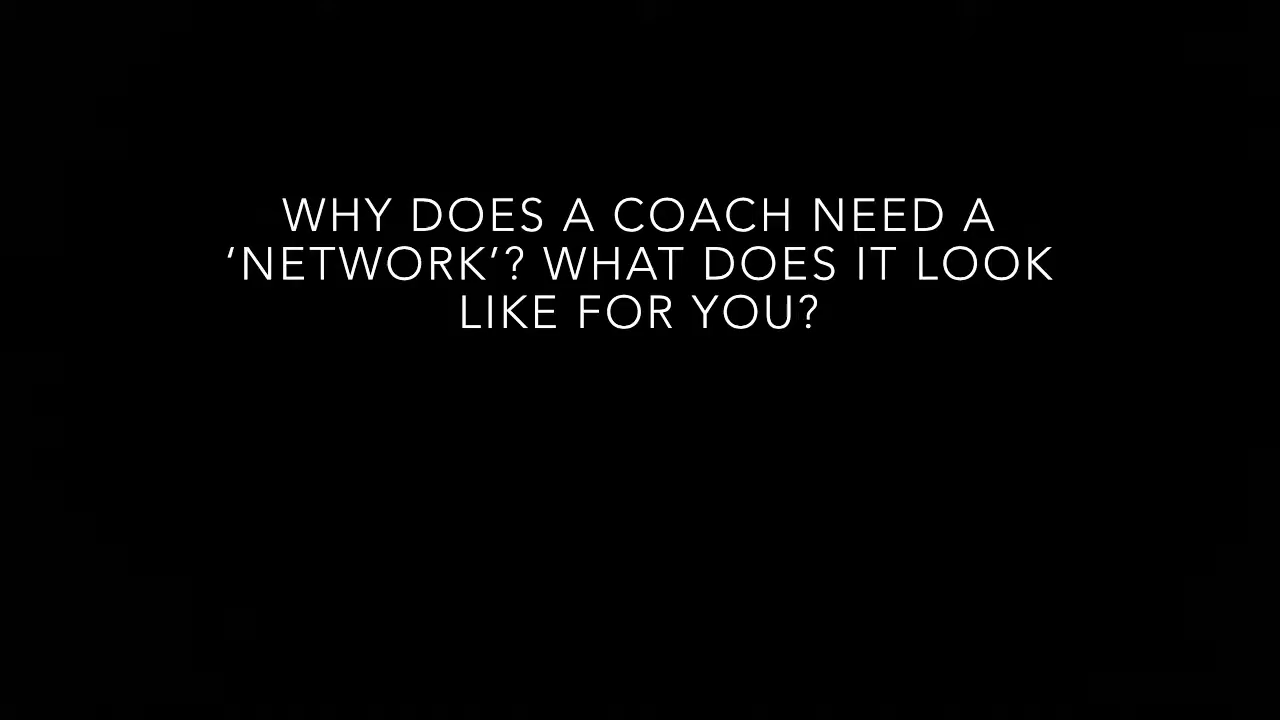 WHY DOES A COACH NEED A
‘NETWORK’? WHAT DOES IT LOOK
LIKE FOR YOU?